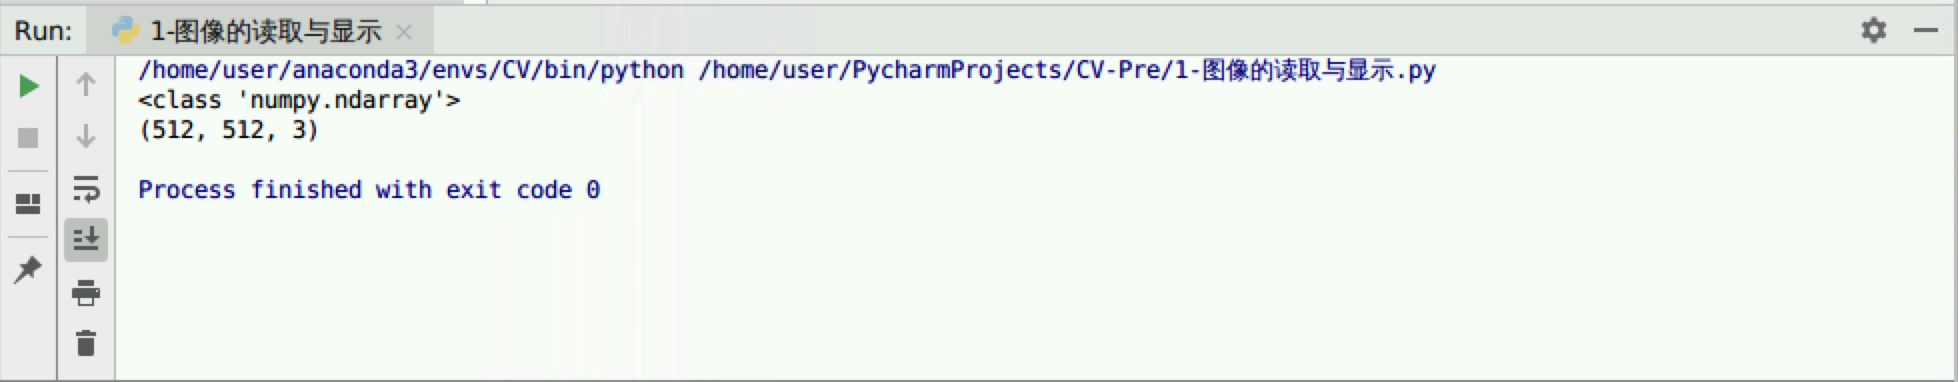 Run: 1-图像的读取与显示
/home/user/anaconda3/envs/CV/bin/python /home/user/PycharmProjects/CV-Pre/1-图像的读取与显示.py
<class 'numpy.ndarray'>
(512, 512, 3)
Process finished with exit code 0